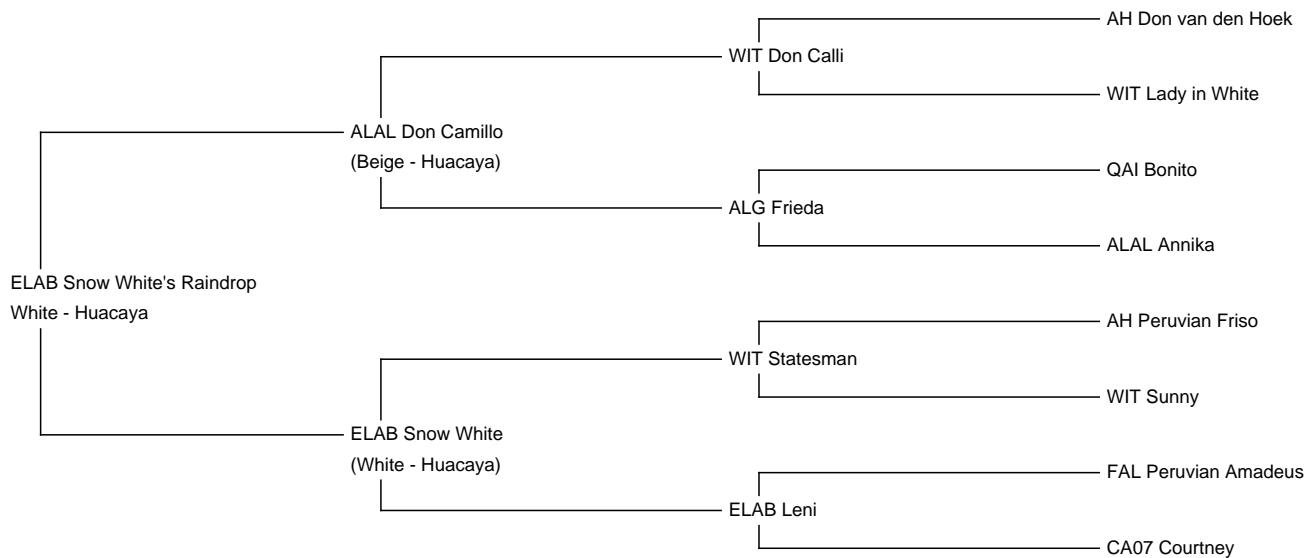 AH Don van den Hoek
WIT Don Calli
WIT Lady in White
ALAL Don Camillo
(Beige - Huacaya)
QAI Bonito
ALG Frieda
ALAL Annika
ELAB Snow White's Raindrop
White - Huacaya
AH Peruvian Friso
WIT Statesman
WIT Sunny
ELAB Snow White
(White - Huacaya)
FAL Peruvian Amadeus
ELAB Leni
CA07 Courtney